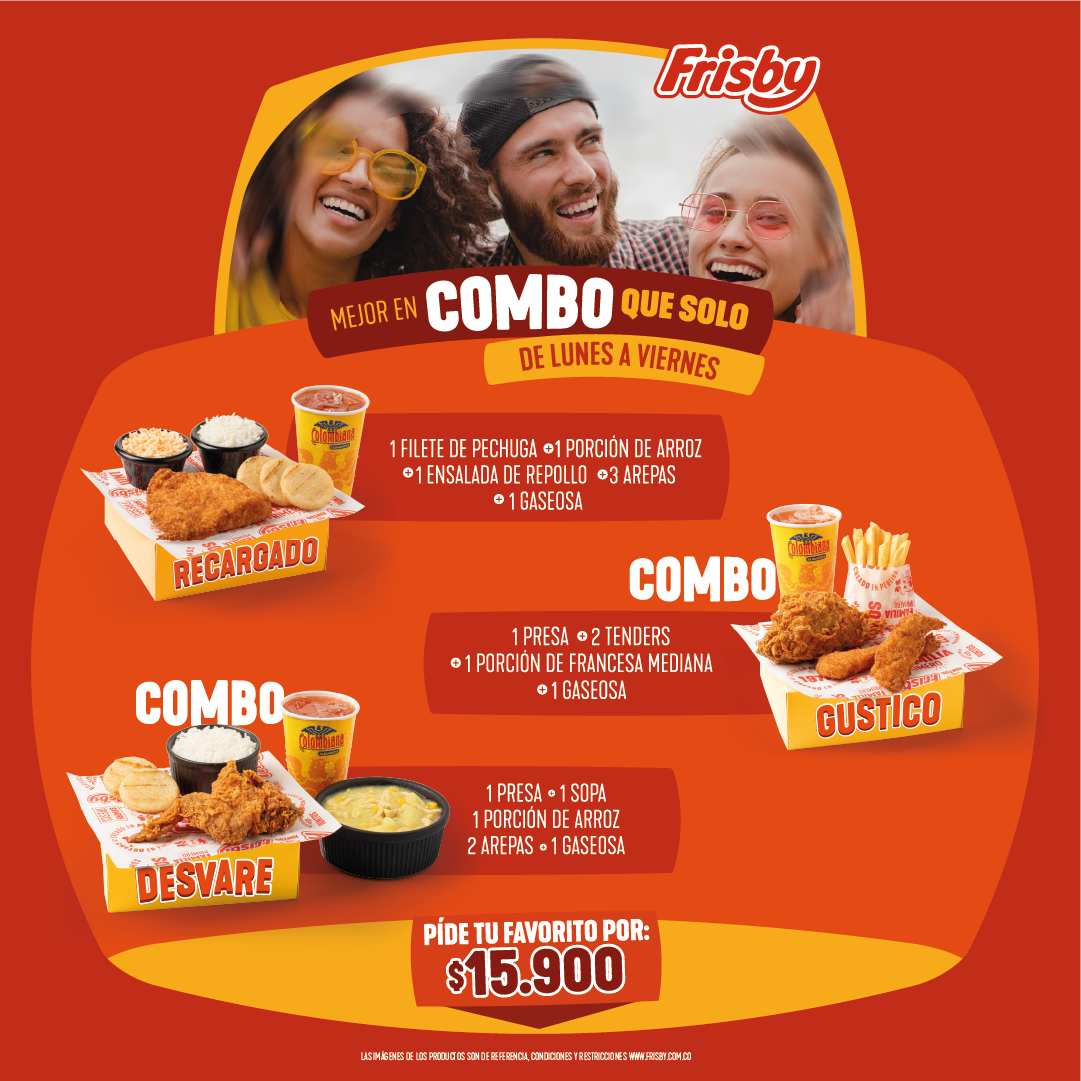 Frisby
MEJOR EN COMBO QUE SOLO
DE LUNES A VIERNES
Colombiana
1 FILETE DE PECHUGA +1 PORCIÓN DE ARROZ
+1 ENSALADA DE REPOLLO +3 AREPAS
+1 GASEOSA
RECARGADO
COMBO
Colombiana
1 PRESA +2 TENDERS
+1 PORCIÓN DE FRANCESA MEDIANA
+1 GASEOSA
GUSTICO
COMBO
Colombiana
1 PRESA + 1 SOPA
1 PORCIÓN DE ARROZ
2 AREPAS + 1 GASEOSA
DESVARE
PÍDE TU FAVORITO POR:
$15.900
LAS IMÁGENES DE LOS PRODUCTOS SON DE REFERENCIA, CONDICIONES Y RESTRICCIONES WWW.FRISBY.COM.CO